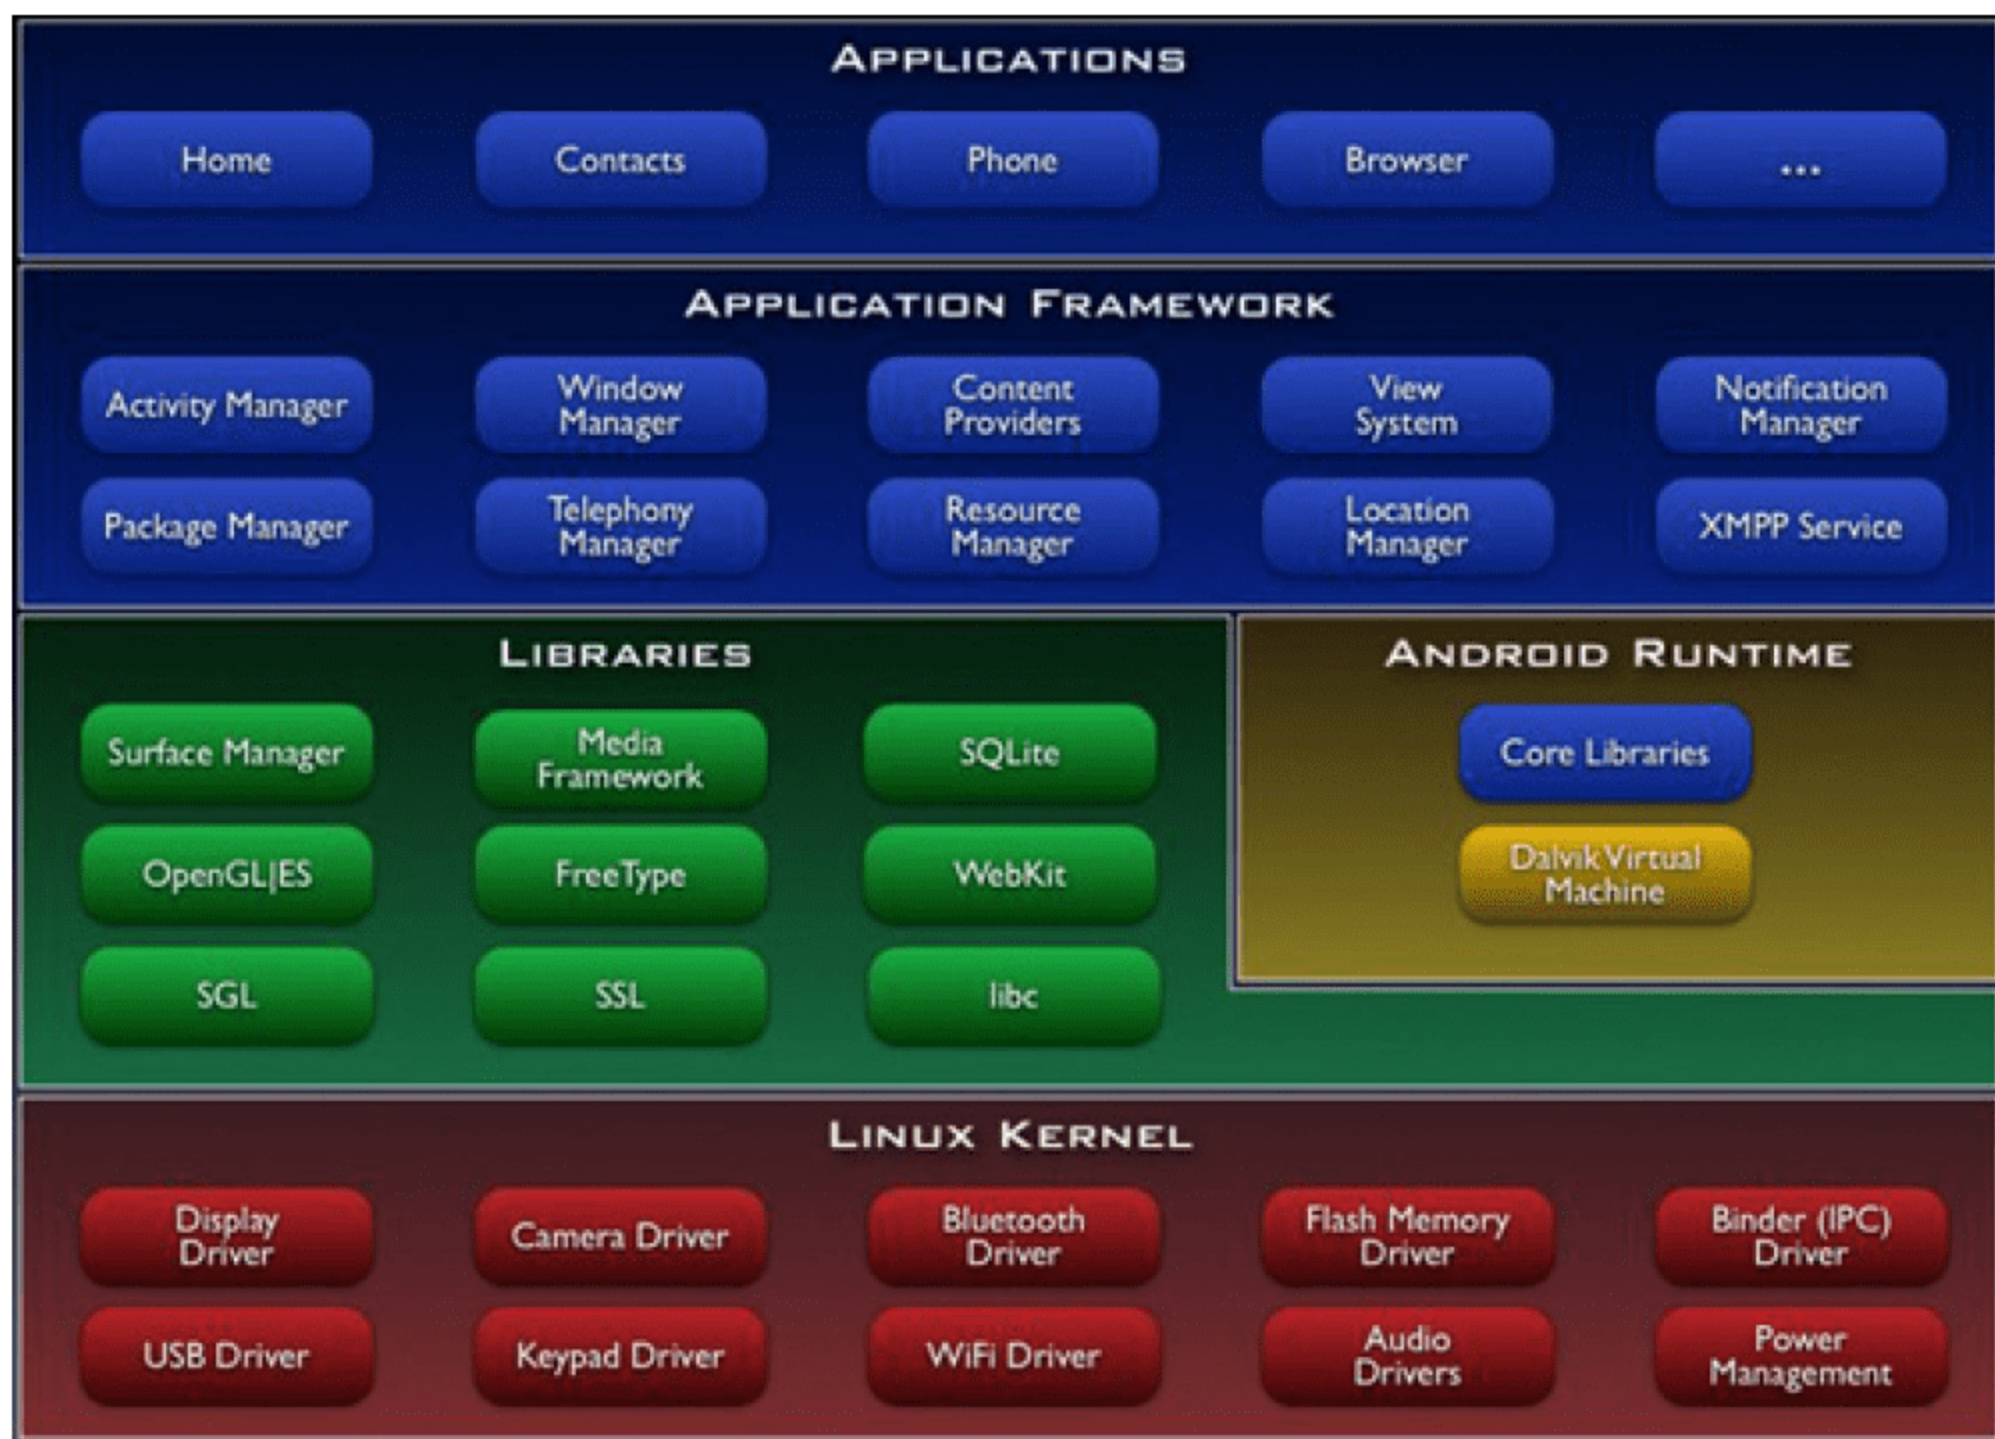 APPLICATIONS
Home
Contacts
Phone
Browser
...
APPLICATION FRAMEWORK
Activity Manager
Window
Manager
Content
Providers
View
System
Notification
Manager
Package Manager
Telephony
Manager
Resource
Manager
Location
Manager
XMPP Service
LIBRARIES
Surface Manager
Media
Framework
SQLite
OpenGL|ES
FreeType
WebKit
SGL
SSL
libc
ANDROID RUNTIME
Core Libraries
Dalvik Virtual
Machine
LINUX KERNEL
Display
Driver
Camera Driver
Bluetooth
Driver
Flash Memory
Driver
Binder (IPC)
Driver
USB Driver
Keypad Driver
WiFi Driver
Audio
Drivers
Power
Management